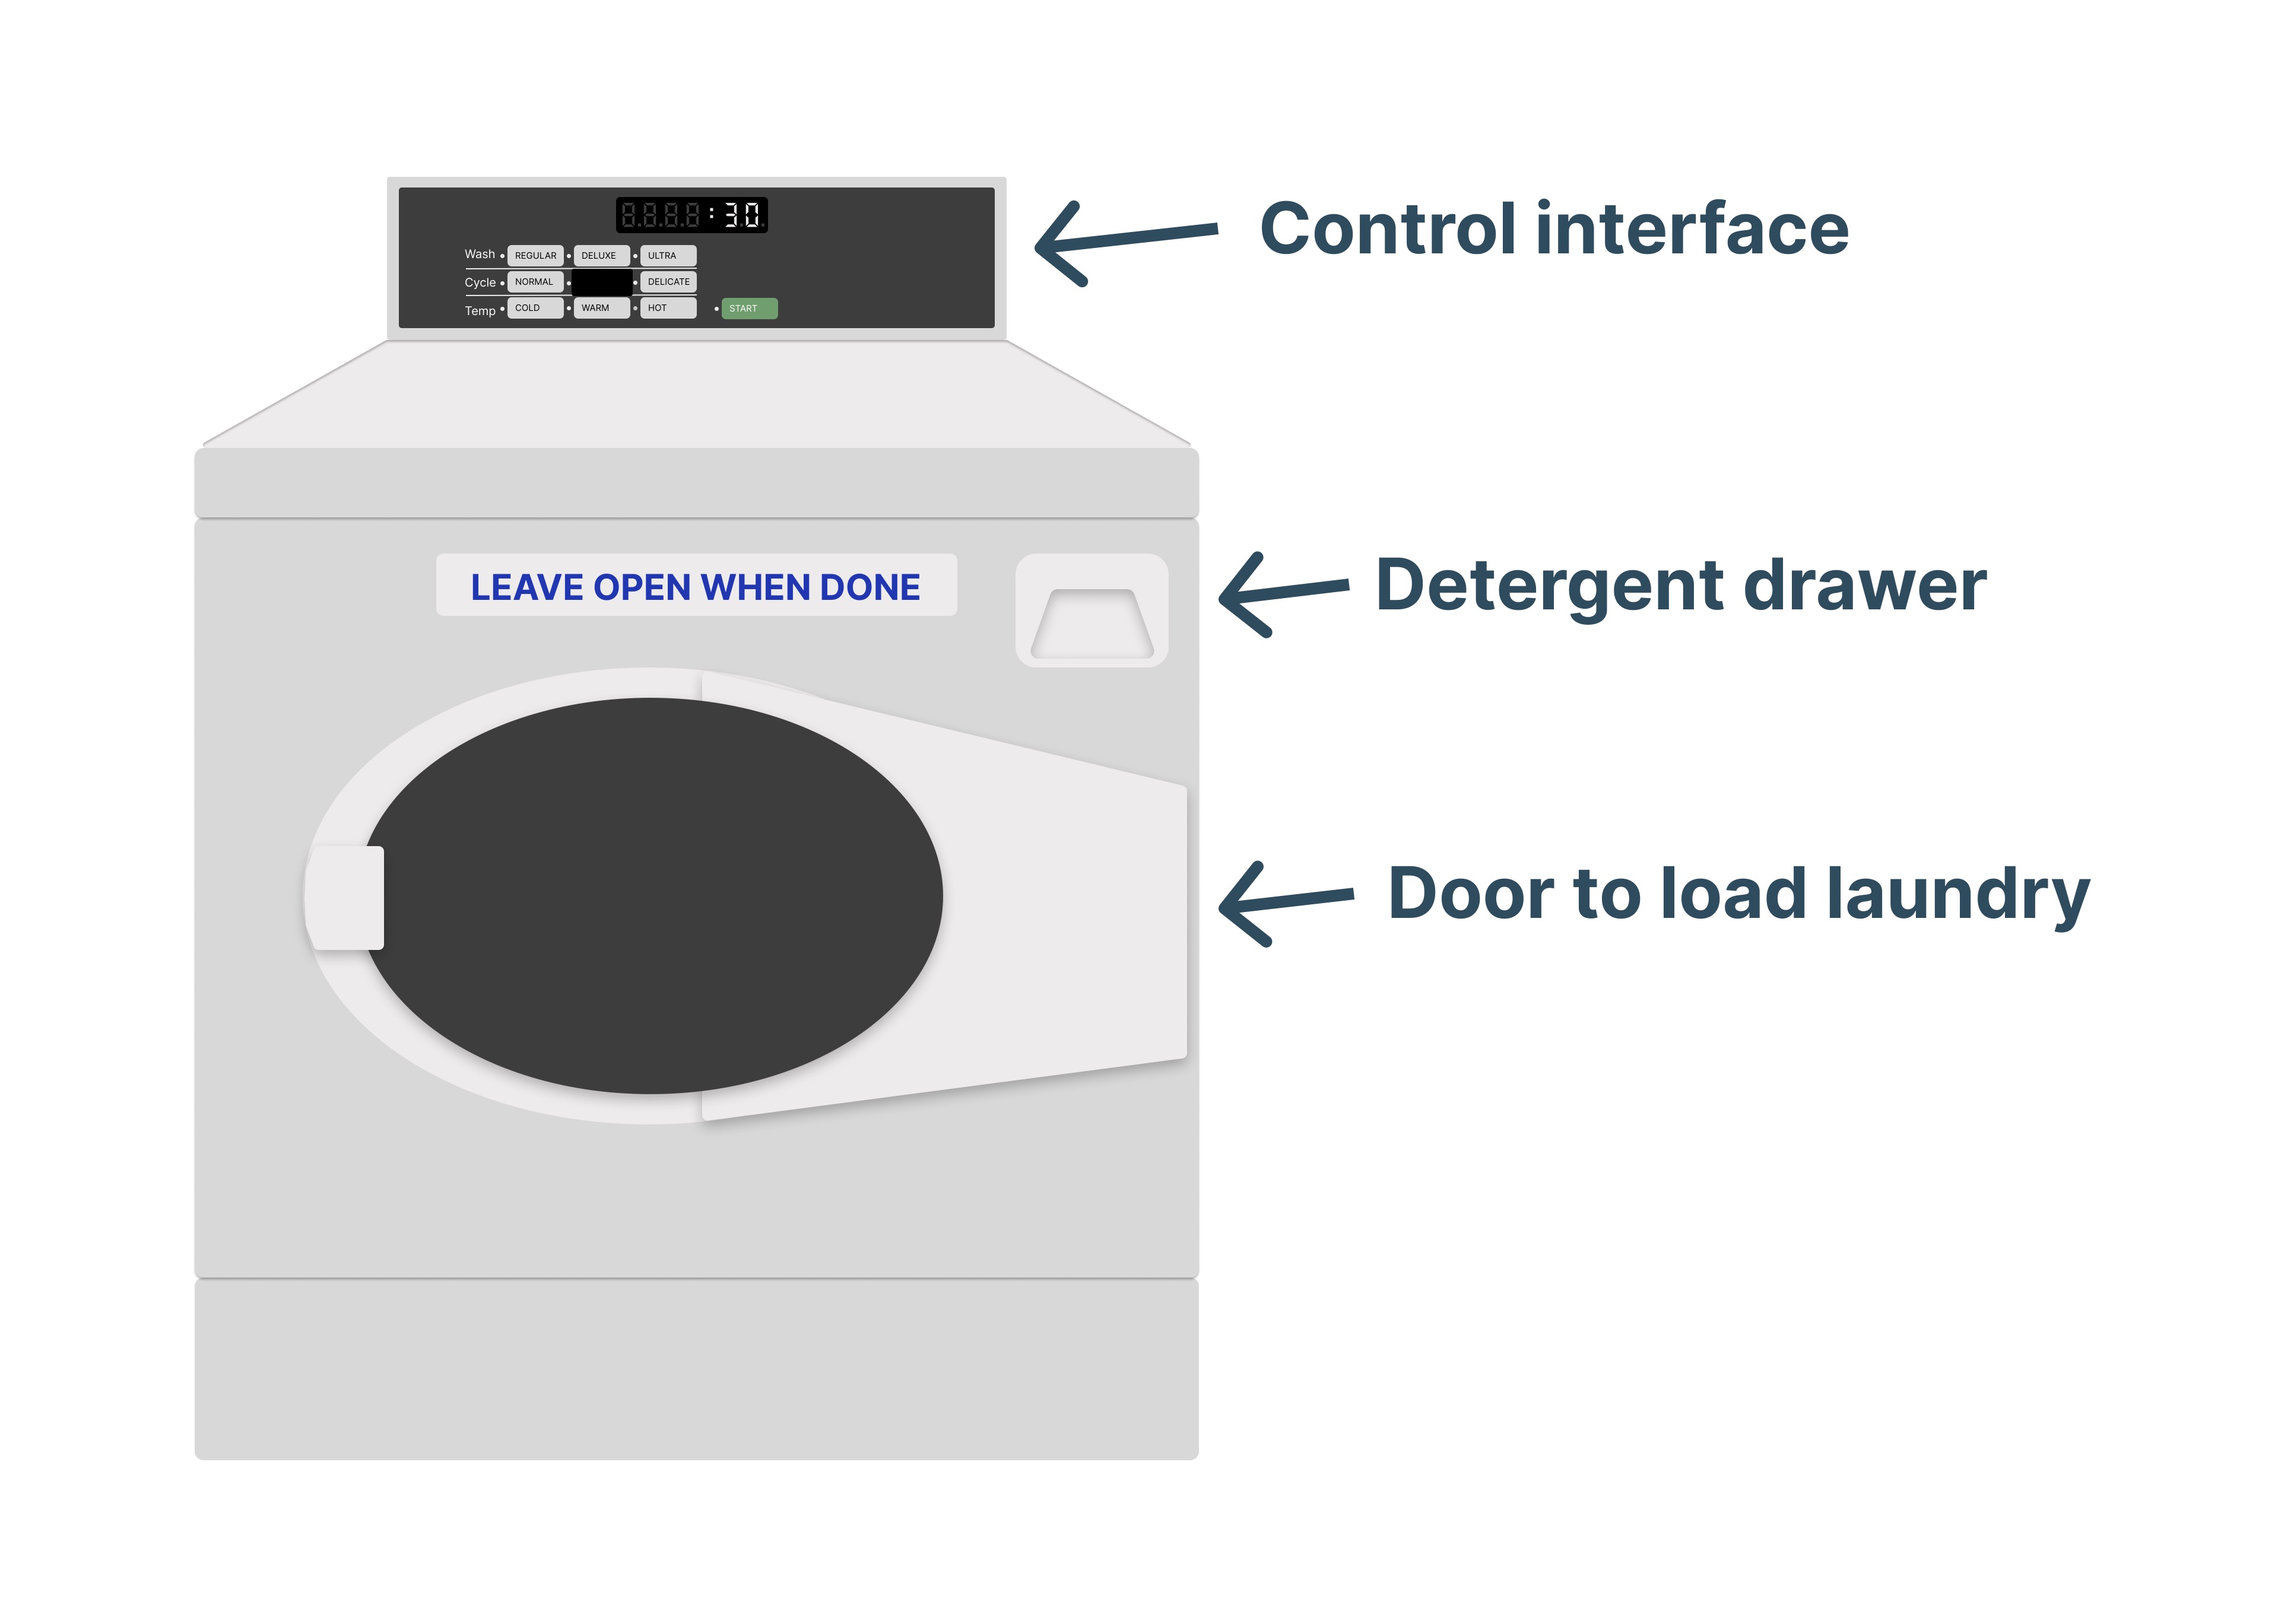 :30
Wash REGULAR DELUXE ULTRA
Cycle NORMAL DELICATE
Temp COLD WARM HOT START
Control interface
LEAVE OPEN WHEN DONE
Detergent drawer
Door to load laundry